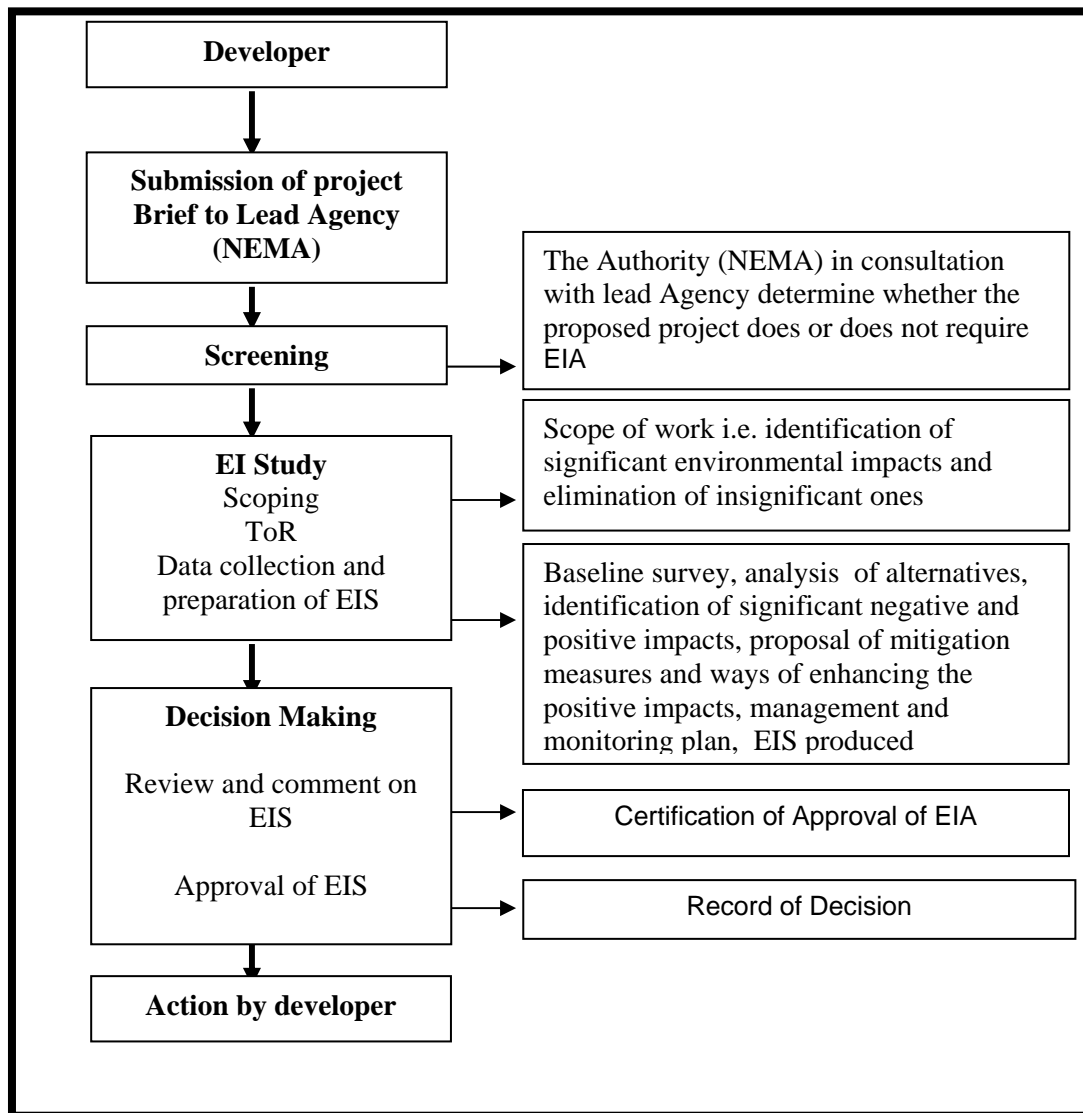 Developer
Submission of project
Brief to Lead Agency
(NEMA)
The Authority (NEMA) in consultation
with lead Agency determine whether the
proposed project does or does not require
EIA
Screening
EI Study
Scoping
ToR
Data collection and
preparation of EIS
Scope of work i.e. identification of
significant environmental impacts and
elimination of insignificant ones
Baseline survey, analysis of alternatives,
identification of significant negative and
positive impacts, proposal of mitigation
measures and ways of enhancing the
positive impacts, management and
monitoring plan, EIS produced
Decision Making
Review and comment on
EIS
Approval of EIS
Certification of Approval of EIA
Record of Decision
Action by developer